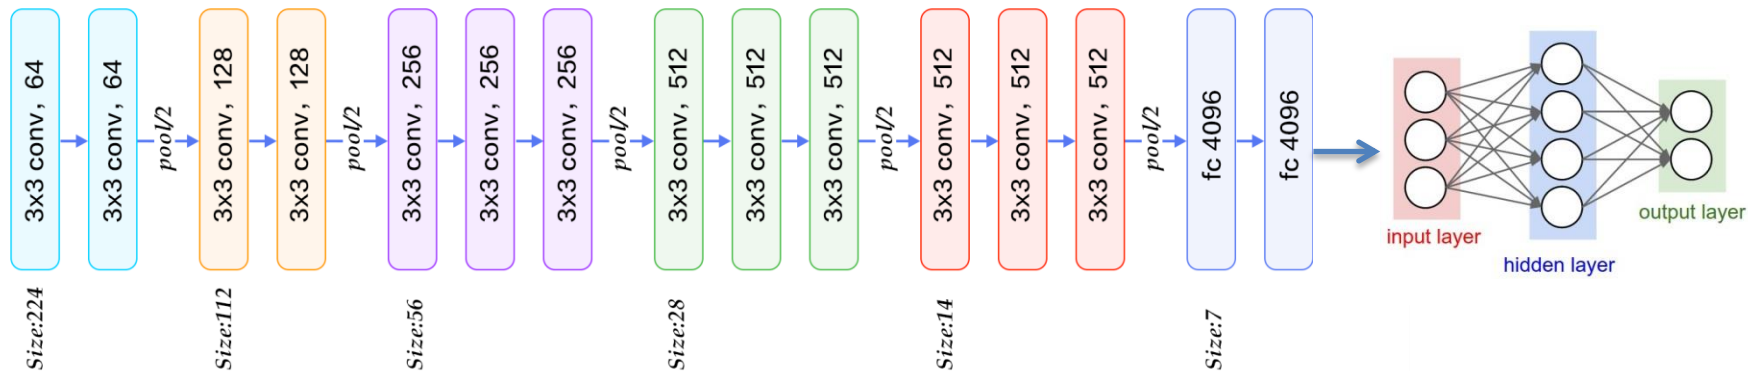 3x3 conv, 64
3x3 conv, 64
pool/2
3x3 conv, 128
3x3 conv, 128
pool/2
3x3 conv, 256
3x3 conv, 256
3x3 conv, 256
pool/2
3x3 conv, 512
3x3 conv, 512
3x3 conv, 512
pool/2
3x3 conv, 512
3x3 conv, 512
3x3 conv, 512
pool/2
fc 4096
fc 4096
input layer
hidden layer
output layer
Size:224
Size:112
Size:56
Size:28
Size:14
Size:7